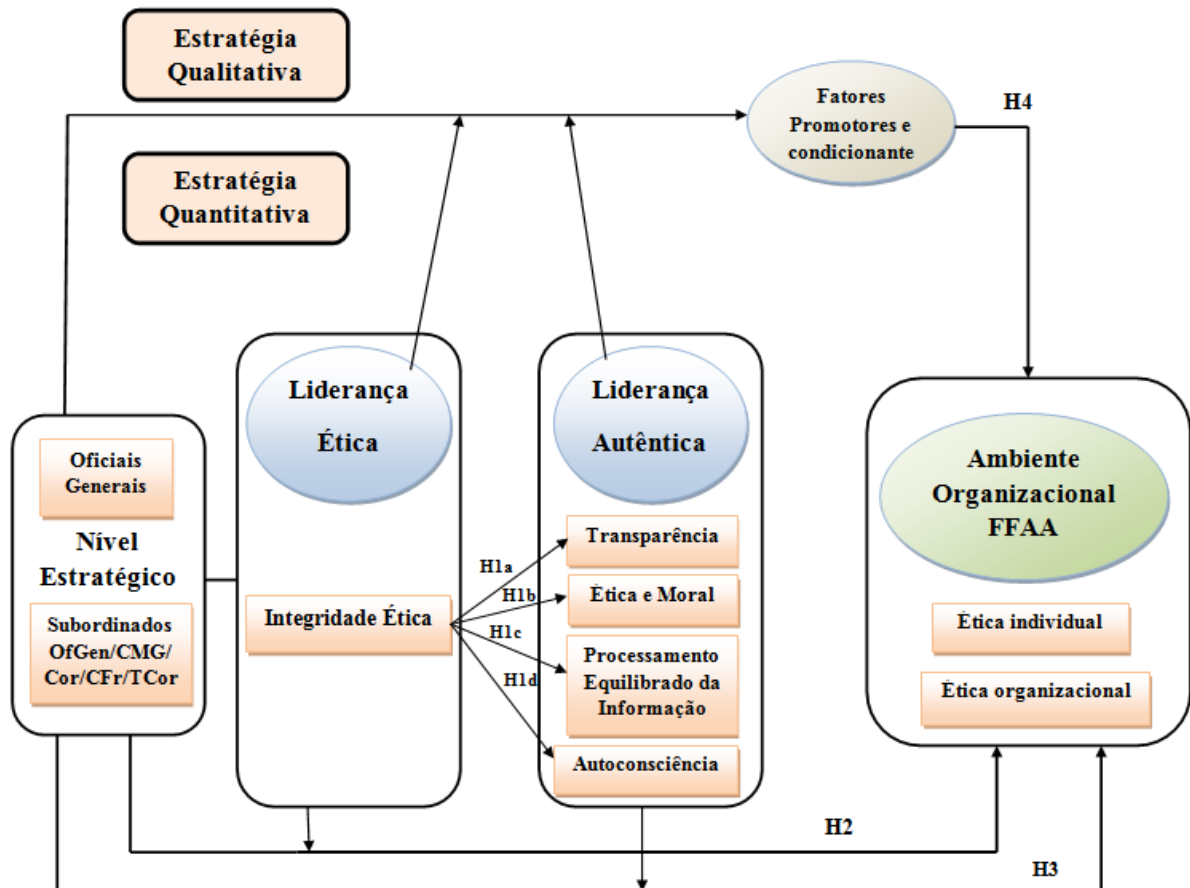 Estratégia
Qualitativa
Fatores
Promotores e
condicionante
H4
Estratégia
Quantitativa
Liderança
Ética
Liderança
Autêntica
Oficiais
Generais
Nível
Estratégico
Subordinados
OfGen/CMG/
Cor/CFr/TCor
Integridade Ética
H1a
H1b
H1c
H1d
Transparência
Ética e Moral
Processamento
Equilibrado da
Informação
Autoconsciência
Ambiente
Organizacional
FFAA
Ética individual
Ética organizacional
H2
H3